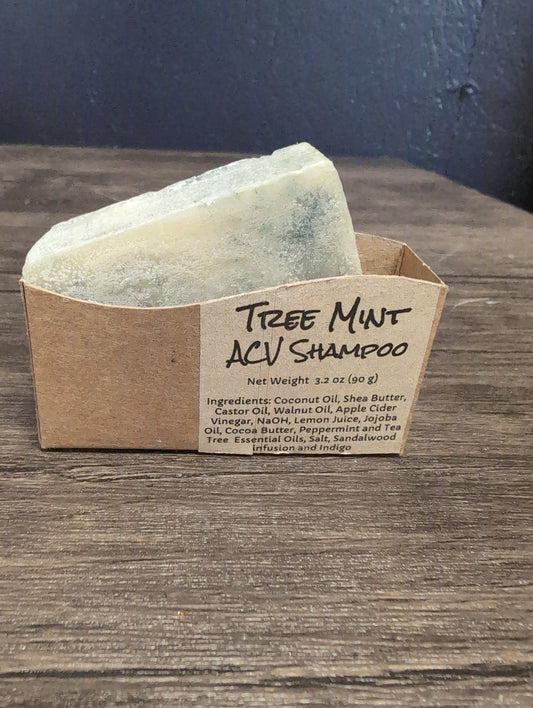 Tree Mint
ACV Shampoo
Net Weight 3.2 oz (90 g)
Ingredients: Coconut Oil, Shea Butter,
Castor Oil, Walnut Oil, Apple Cider
Vinegar, NaOH, Lemon Juice, Jojoba
Oil, Cocoa Butter, Peppermint and Tea
Tree Essential Oils, Salt, Sandalwood
infusion and Indigo